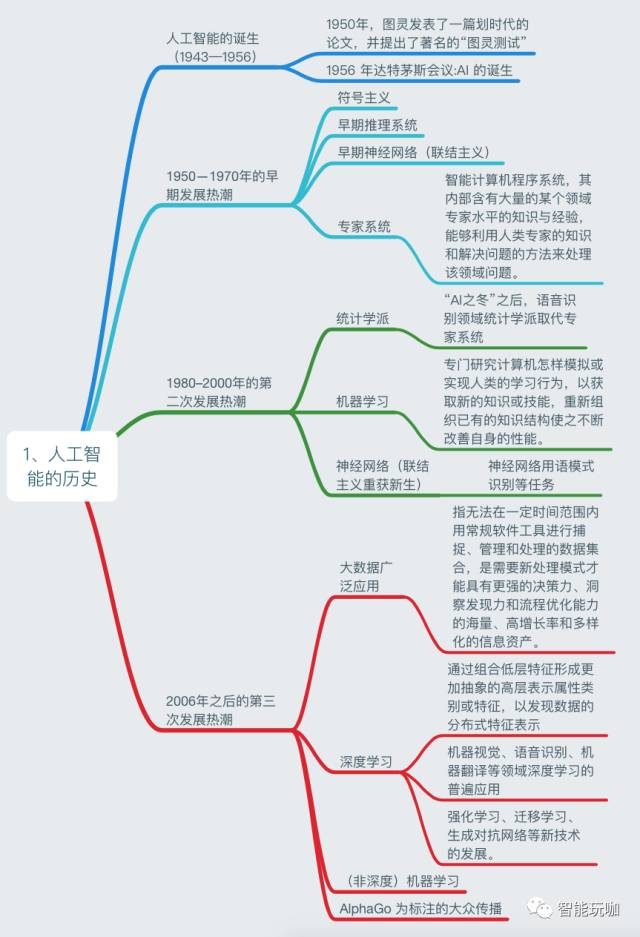 人工智能的诞生
（1943—1956）
1950年，图灵发表了一篇划时代的
论文，并提出了著名的“图灵测试”
1956 年达特茅斯会议:AI 的诞生
1950－1970年的早
期发展热潮
符号主义
早期推理系统
早期神经网络（联结主义）
专家系统
智能计算机程序系统，其
内部含有大量的某个领域
专家水平的知识与经验，
能够利用人类专家的知识
和解决问题的方法来处理
该领域问题。
1、人工智
能的历史
1980–2000年的第
二次发展热潮
统计学派
“AI之冬”之后，语音识
别领域统计学派取代专
家系统
机器学习
专门研究计算机怎样模拟或
实现人类的学习行为，以获
取新的知识或技能，重新组
织已有的知识结构使之不断
改善自身的性能。
神经网络（联结
主义重获新生）
神经网络用语模式
识别等任务
2006年之后的第三
次发展热潮
大数据广
泛应用
指无法在一定时间范围内
用常规软件工具进行捕
捉、管理和处理的数据集
合，是需要新处理模式才
能具有更强的决策力、洞
察发现力和流程优化能力
的海量、高增长率和多样
化的信息资产。
深度学习
通过组合低层特征形成更
加抽象的高层表示属性类
别或特征，以发现数据的
分布式特征表示
机器视觉、语音识别、机
器翻译等领域深度学习的
普遍应用
强化学习、迁移学习、
生成对抗网络等新技术
的发展。
（非深度）机器学习
AlphaGo 为标注的大众传播
智能玩咖